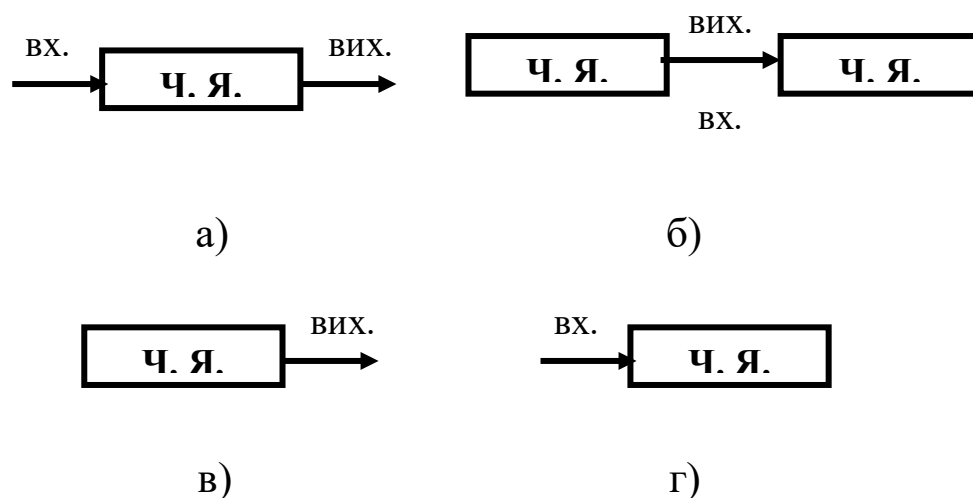 вх.
Ч. Я.
вих.
Ч. Я.
вих.
вх.
Ч. Я.
а)
б)
Ч. Я.
вих.
вх.
Ч. Я.
в)
г)